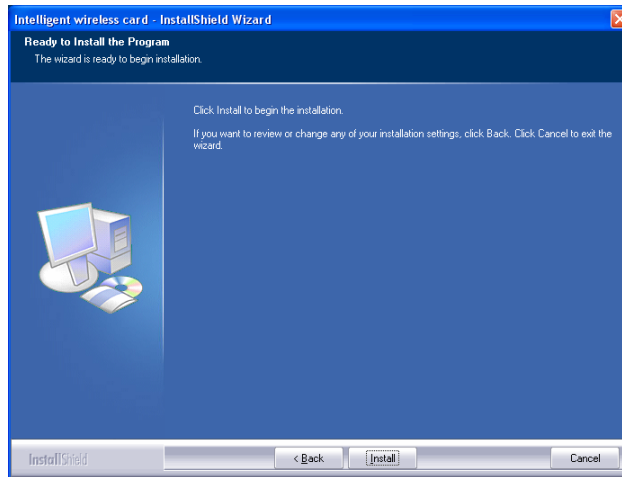 Intelligent wireless card - InstallShield Wizard
Ready to Install the Program
The wizard is ready to begin installation.
Click Install to begin the installation.
If you want to review or change any of your installation settings, click Back. Click Cancel to exit the
wizard.
InstallShield
< Back
Install
Cancel